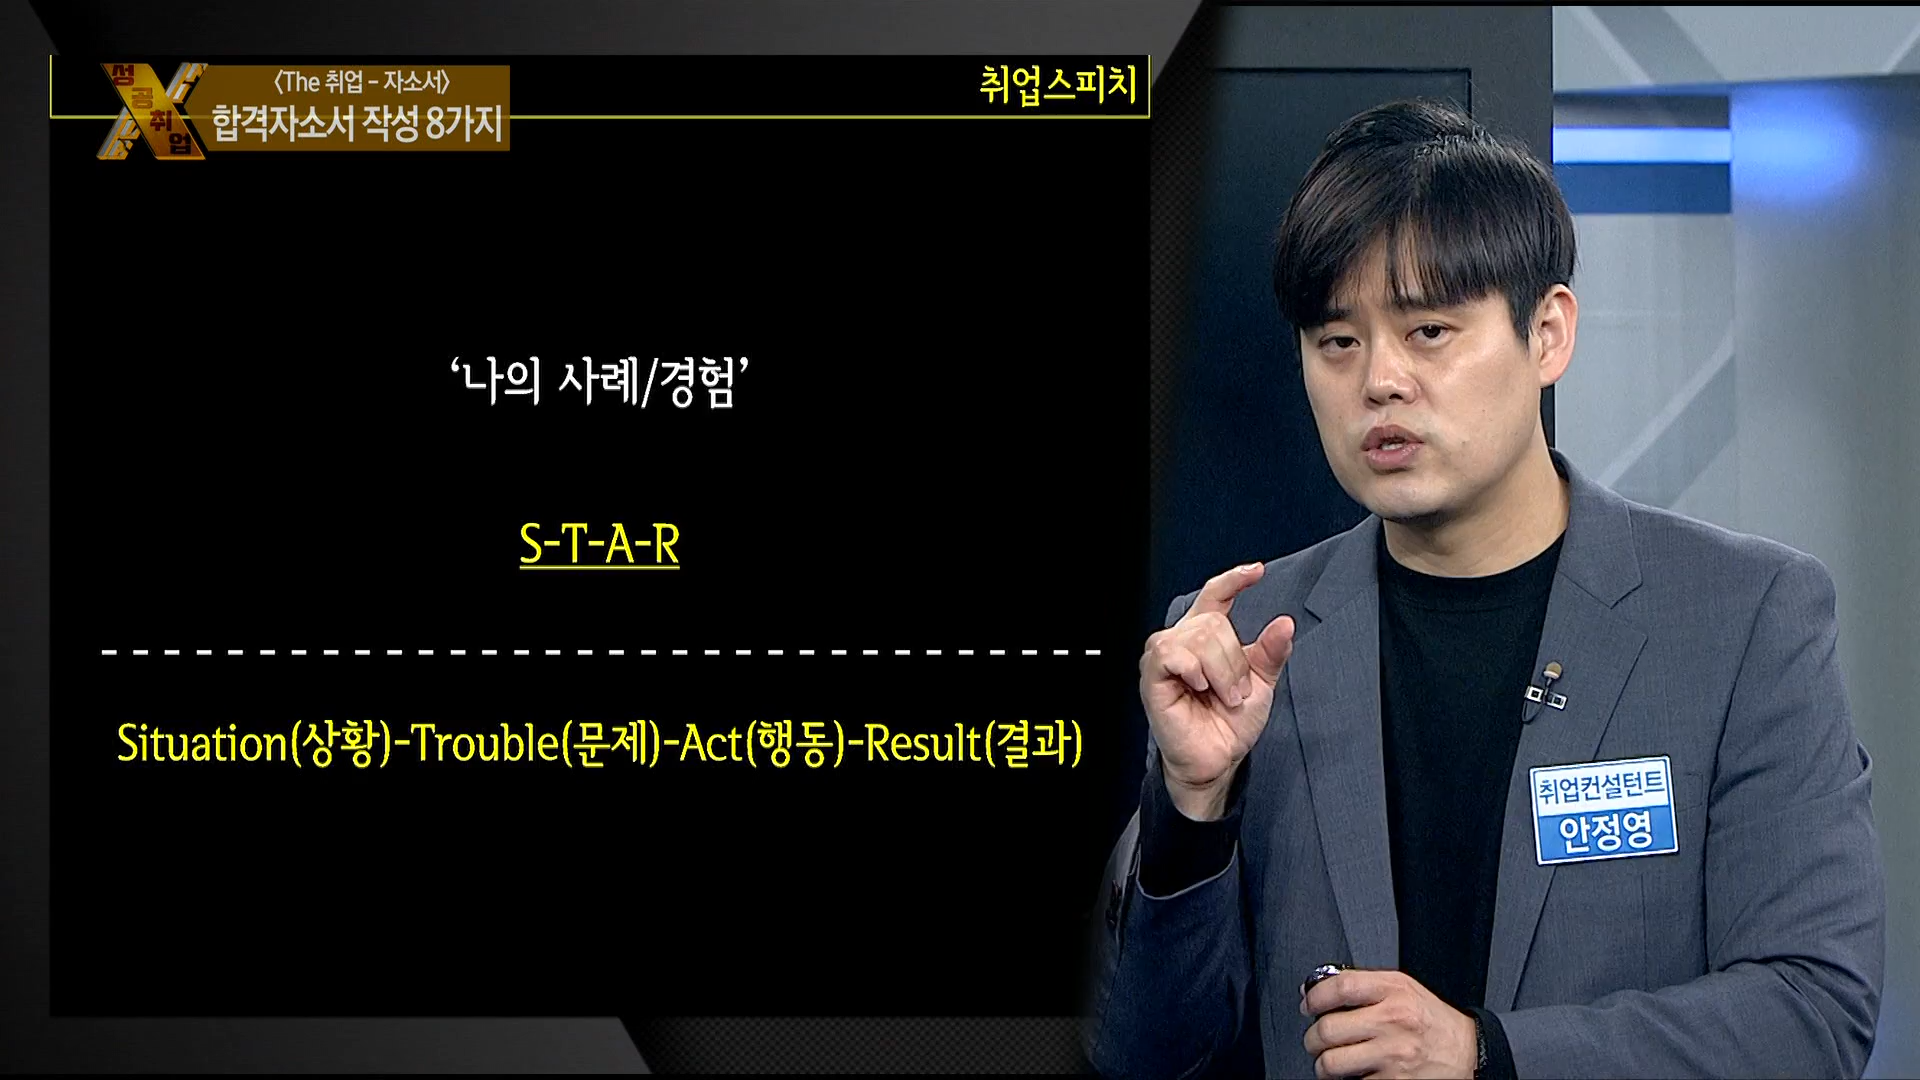 성공취업
<The 취업 - 자소서>
합격자소서 작성 8가지
취업스피치
‘나의 사례/경험’
S-T-A-R
Situation(상황)-Trouble(문제)-Act(행동)-Result(결과)
취업컨설턴트
안정영